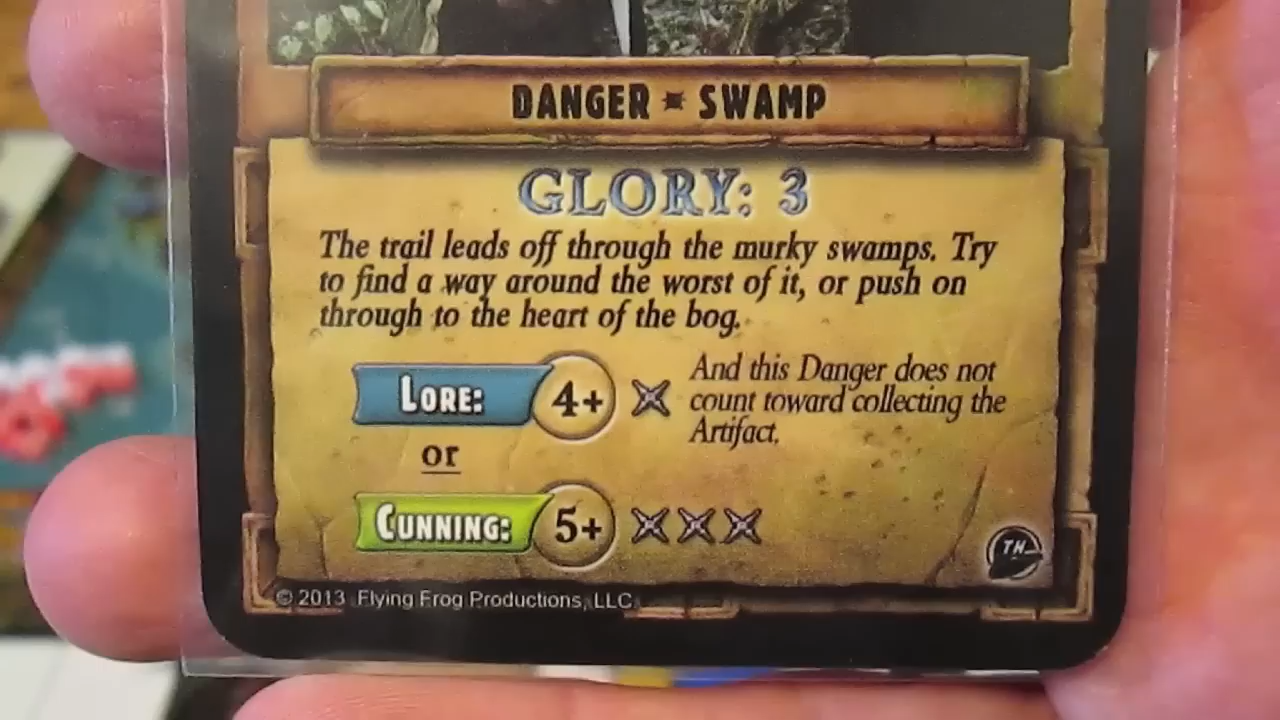 DANGER SWAMP
GLORY: 3
The trail leads off through the murky swamps. Try
to find a way around the worst of it, or push on
through to the heart of the bog.
LORE: 4+
And this Danger does not
count toward collecting the
Artifact.
or
CUNNING: 5+
TH
© 2013 Flying Frog Productions, LLC